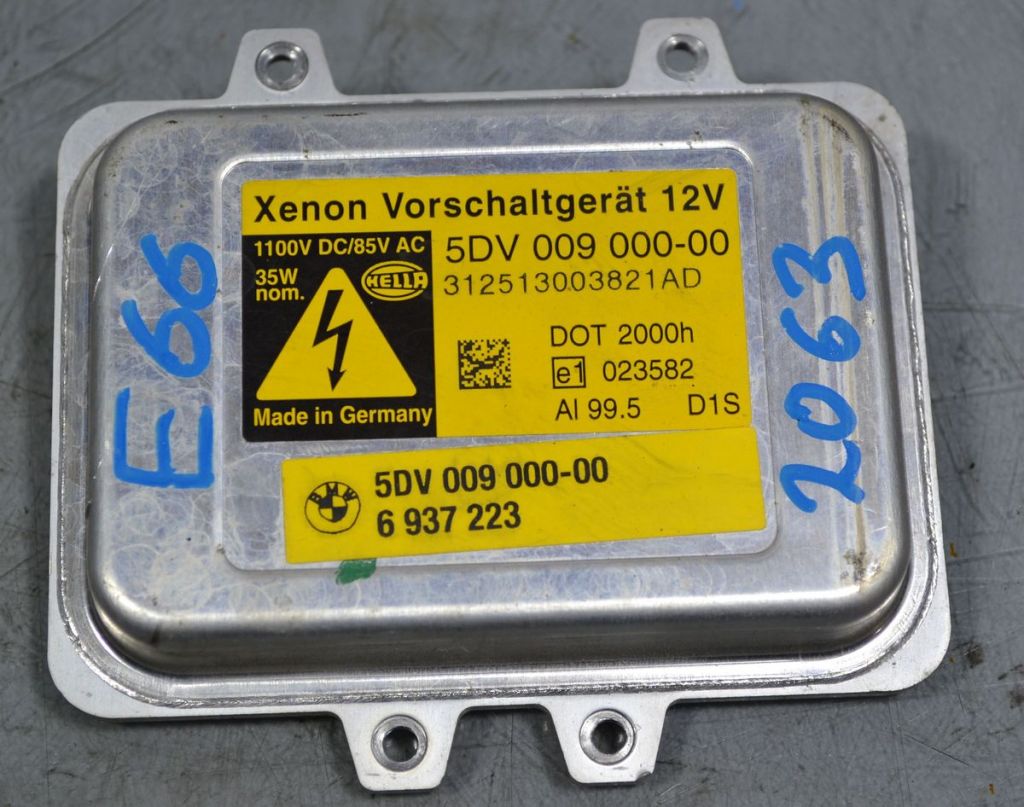 Xenon Vorschaltgerät 12V
1100V DC/85V AC
35W
nom.
HELLA
Made in Germany
5DV 009 000-00
312513003821AD
DOT 2000h
e1 023582
Al 99.5 D1S
BMW
5DV 009 000-00
6 937 223
E66
2063